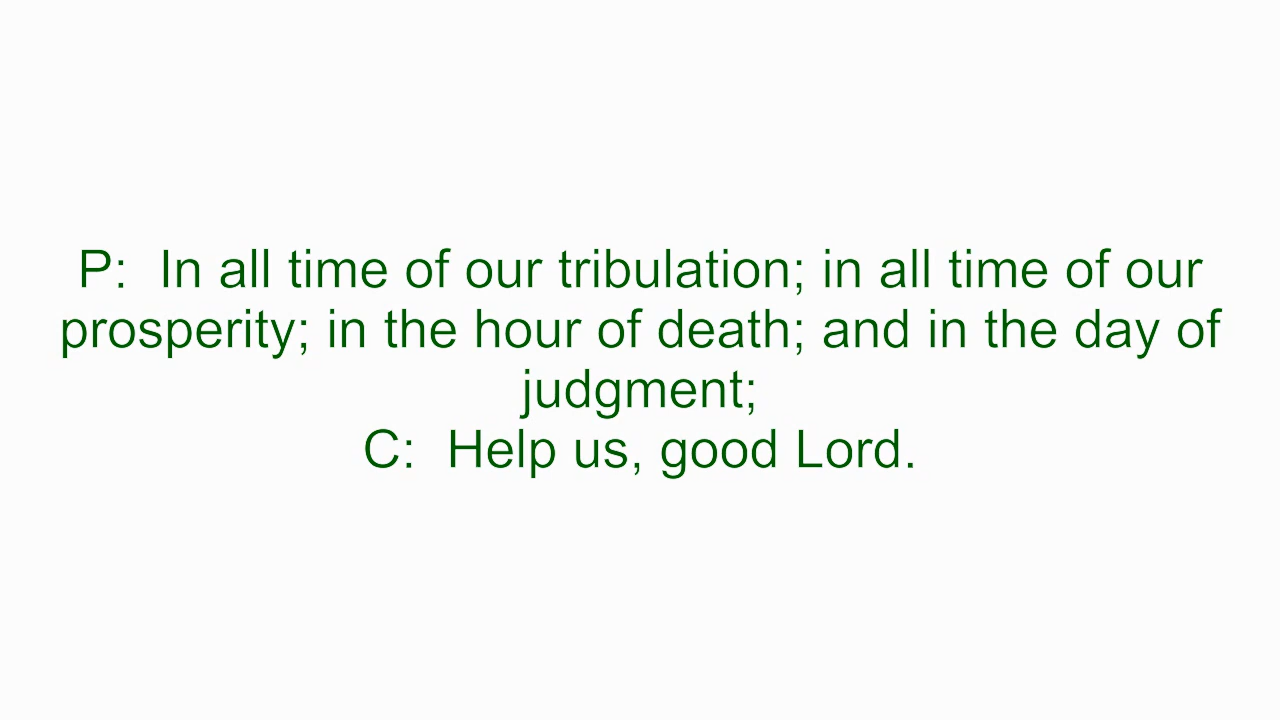 P:  In all time of our tribulation; in all time of our
prosperity; in the hour of death; and in the day of
judgment;
C:  Help us, good Lord.